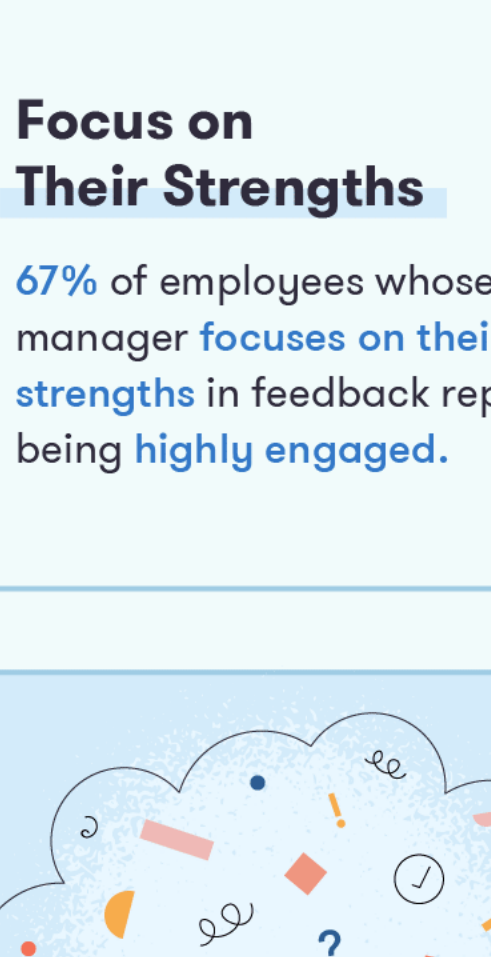 Focus on
Their Strengths
67% of employees whose
manager focuses on thei
strengths in feedback rep
being highly engaged.
!
?